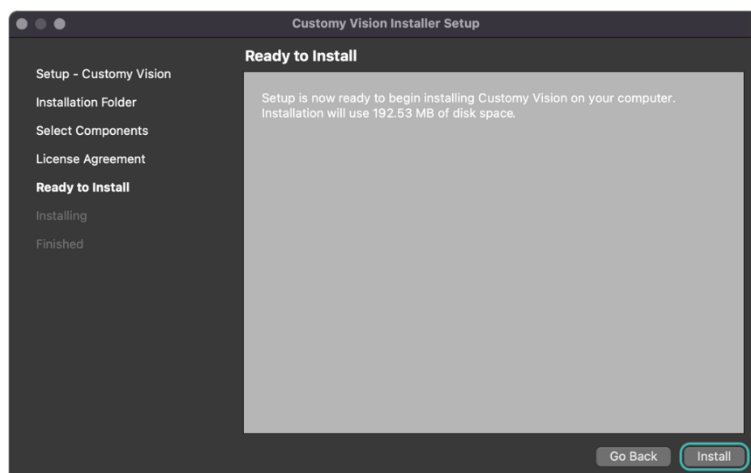 Customy Vision Installer Setup
Setup - Customy Vision
Installation Folder
Select Components
License Agreement
Ready to Install
Installing
Finished
Ready to Install
Setup is now ready to begin installing Customy Vision on your computer.
Installation will use 192.53 MB of disk space.
Go Back
Install